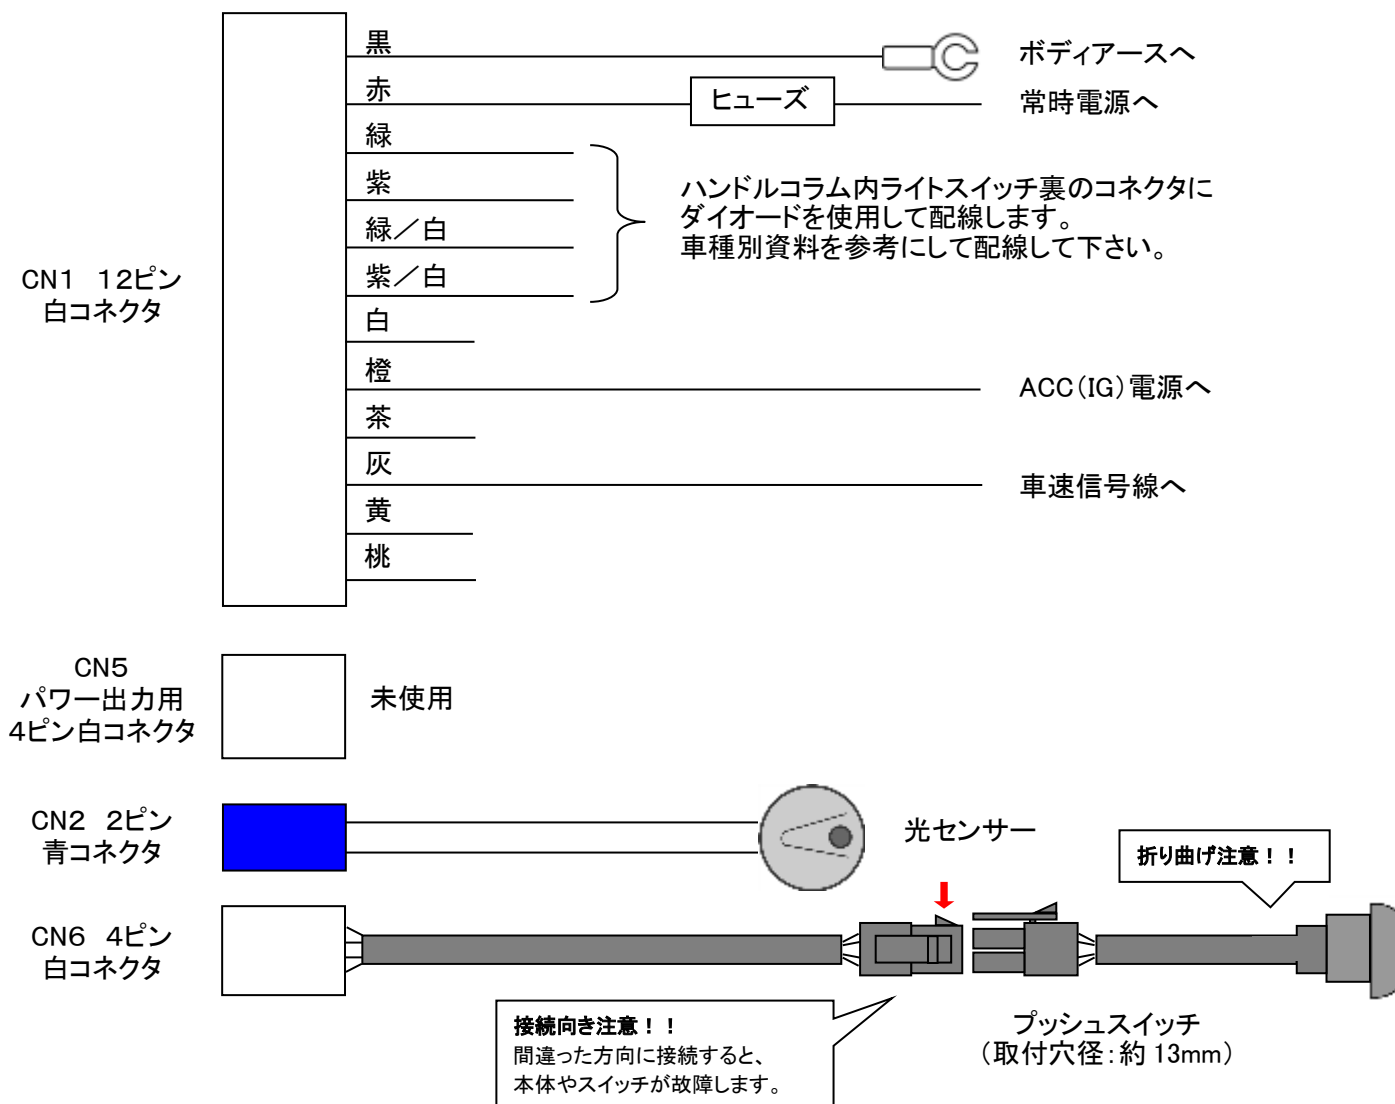 黒
ボディアースへ
赤
ヒューズ
常時電源へ
緑
紫
緑／白
紫／白
ハンドルコラム内ライトスイッチ裏のコネクタに
ダイオードを使用して配線します。
車種別資料を参考にして配線して下さい。
CN1　12ピン
白コネクタ
白
橙
ACC（IG）電源へ
茶
灰
車速信号線へ
黄
桃
CN5
パワー出力用
4ピン白コネクタ
未使用
CN2　2ピン
青コネクタ
光センサー
折り曲げ注意！！
CN6　4ピン
白コネクタ
接続向き注意！！
間違った方向に接続すると、
本体やスイッチが故障します。
プッシュスイッチ
（取付穴径：約 13mm）